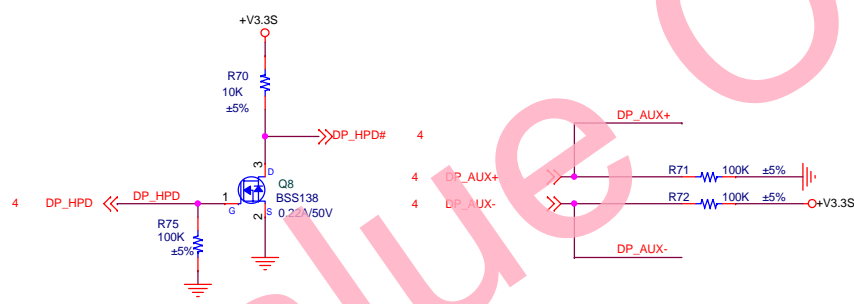 +V3.3S
R70
10K
±5%
DP_HPD#
4
3
D
Q8
BSS138
0.22A/50V
1
G
2
S
4
DP_HPD
DP_HPD
R75
100K
±5%
DP_AUX+
4
DP_AUX+
R71
100K
±5%
4
DP_AUX-
R72
100K
±5%
+V3.3S
DP_AUX-
lue